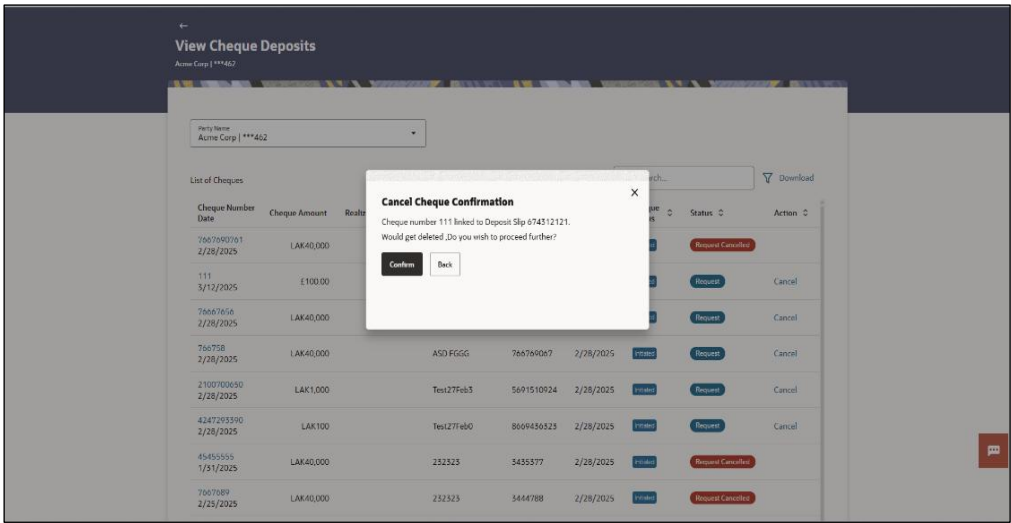 ←
View Cheque Deposits
Acme Corp | ***462
Party Name
Acme Corp | ***462
List of Cheques
Download
Cheque Number
Date
Cheque Amount
Status
Action
7667690761
2/28/2025
LAK40,000
Request Cancelled
111
3/12/2025
£100.00
Request
Cancel
76667656
2/28/2025
LAK40,000
Request
Cancel
766758
2/28/2025
LAK40,000
ASD FGGG
766769067
2/28/2025
Initiated
Request
Cancel
2100700650
2/28/2025
LAK1,000
Test27Feb3
5691510924
2/28/2025
Initiated
Request
Cancel
4247293390
2/28/2025
LAK100
Test27Feb0
8669436323
2/28/2025
Initiated
Request
Cancel
45455555
1/31/2025
LAK40,000
232323
3435377
2/28/2025
Initiated
Request Cancelled
7667689
2/25/2025
LAK40,000
232323
3444788
2/28/2025
Initiated
Request Cancelled
Cancel Cheque Confirmation
Cheque number 111 linked to Deposit Slip 674312121.
Would get deleted ,Do you wish to proceed further?
Confirm
Back